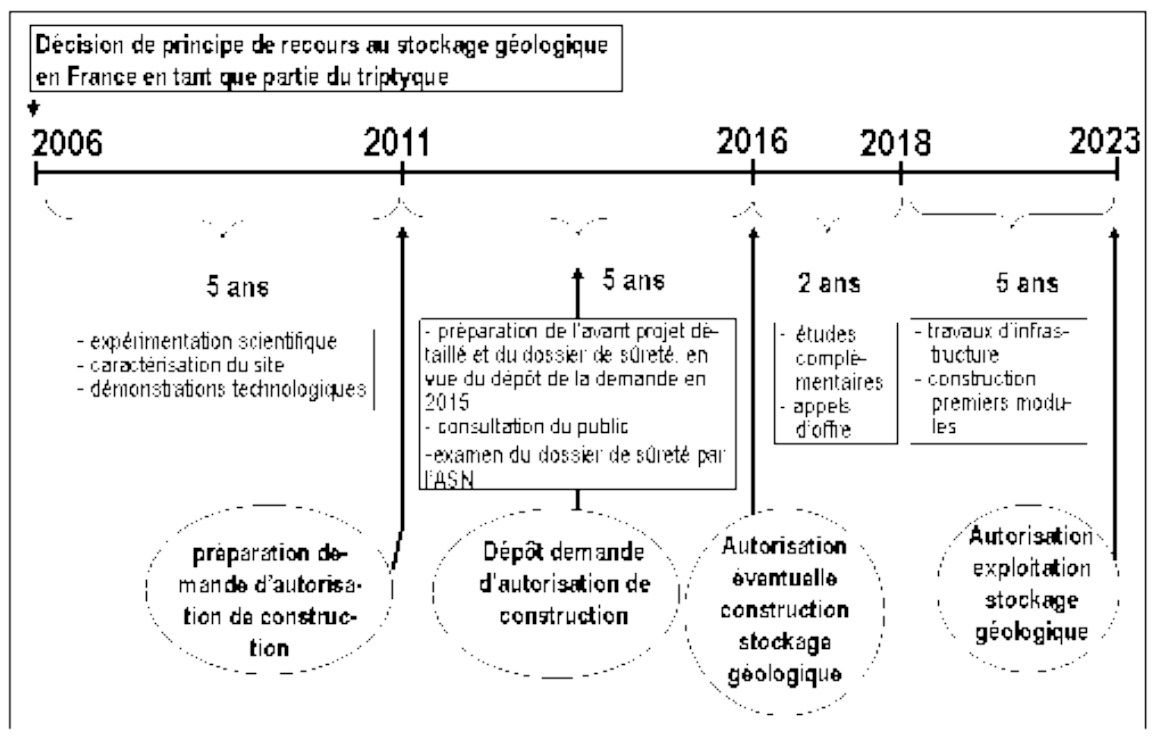 Décision de principe de recours au stockage géologique
en France en tant que partie du triptyque
2006
2011
2016
2018
2023
5 ans
5 ans
2 ans
5 ans
- expérimentation scientifique
- caractérisation du site
- démonstrations technologiques
- préparation de l'avant projet dé-
taillé et du dossier de sûreté, en
vue du dépôt de la demande en
2015
- consultation du public
-examen du dossier de sûreté par
l'ASN
- études
complé-
mentaires
- appels
d'offre
- travaux d'infras-
tructure
- construction
premiers modu-
les
préparation de-
mande d'autorisa-
tion de construc-
tion
Dépôt demande
d'autorisation de
construction
Autorisation
éventuelle
construction
stockage
géologique
Autorisation
exploitation
stockage
géologique